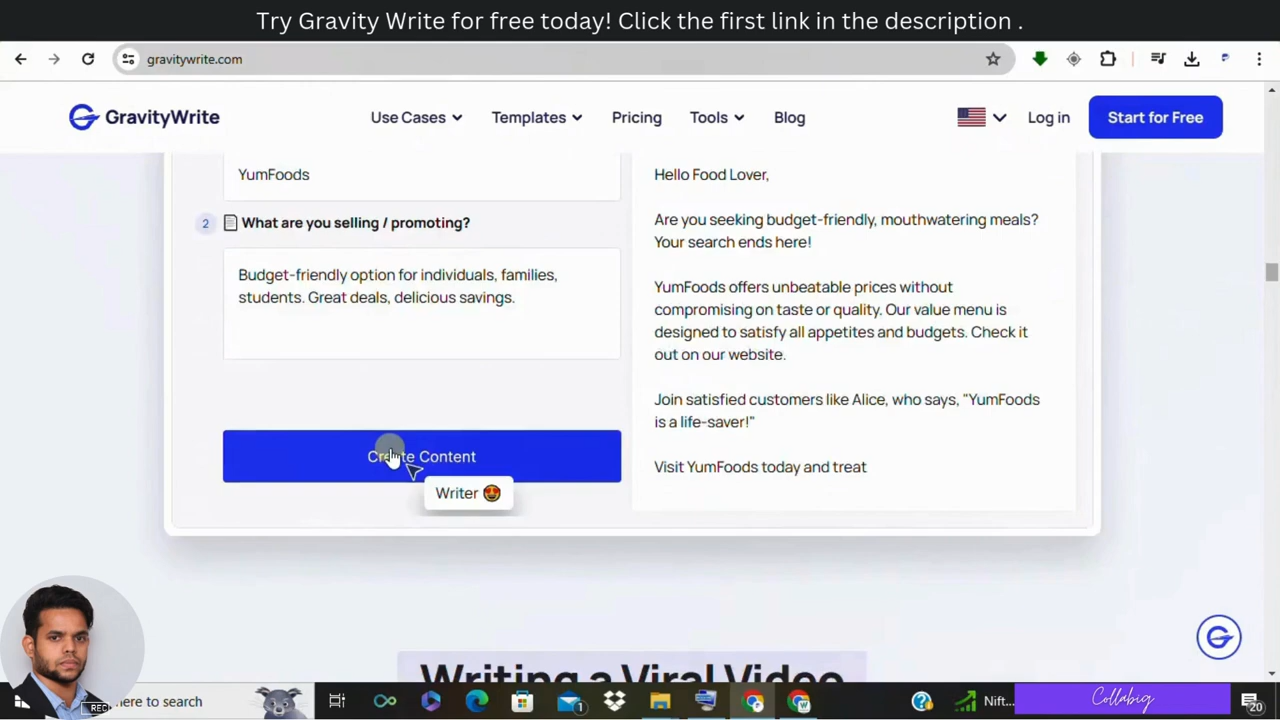 Try Gravity Write for free today! Click the first link in the description .
gravitywrite.com
GravityWrite
Use Cases
Templates
Pricing
Tools
Blog
Log in
Start for Free
YumFoods
2
What are you selling / promoting?
Budget-friendly option for individuals, families,
students. Great deals, delicious savings.
Create Content
Writer
Hello Food Lover,
Are you seeking budget-friendly, mouthwatering meals?
Your search ends here!
YumFoods offers unbeatable prices without
compromising on taste or quality. Our value menu is
designed to satisfy all appetites and budgets. Check it
out on our website.
Join satisfied customers like Alice, who says, "YumFoods
is a life-saver!"
Visit YumFoods today and treat
Writing a Viral Video
REC
here to search
1
W
Nift...
Collabig
20